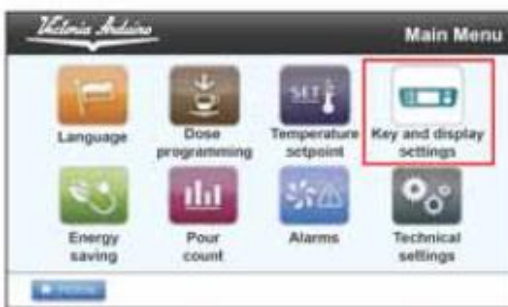 Victoria Arduino
Main Menu
Language
Dose programming
Temperature setpoint
Key and display settings
SET
Energy saving
Pour count
Alarms
Technical settings